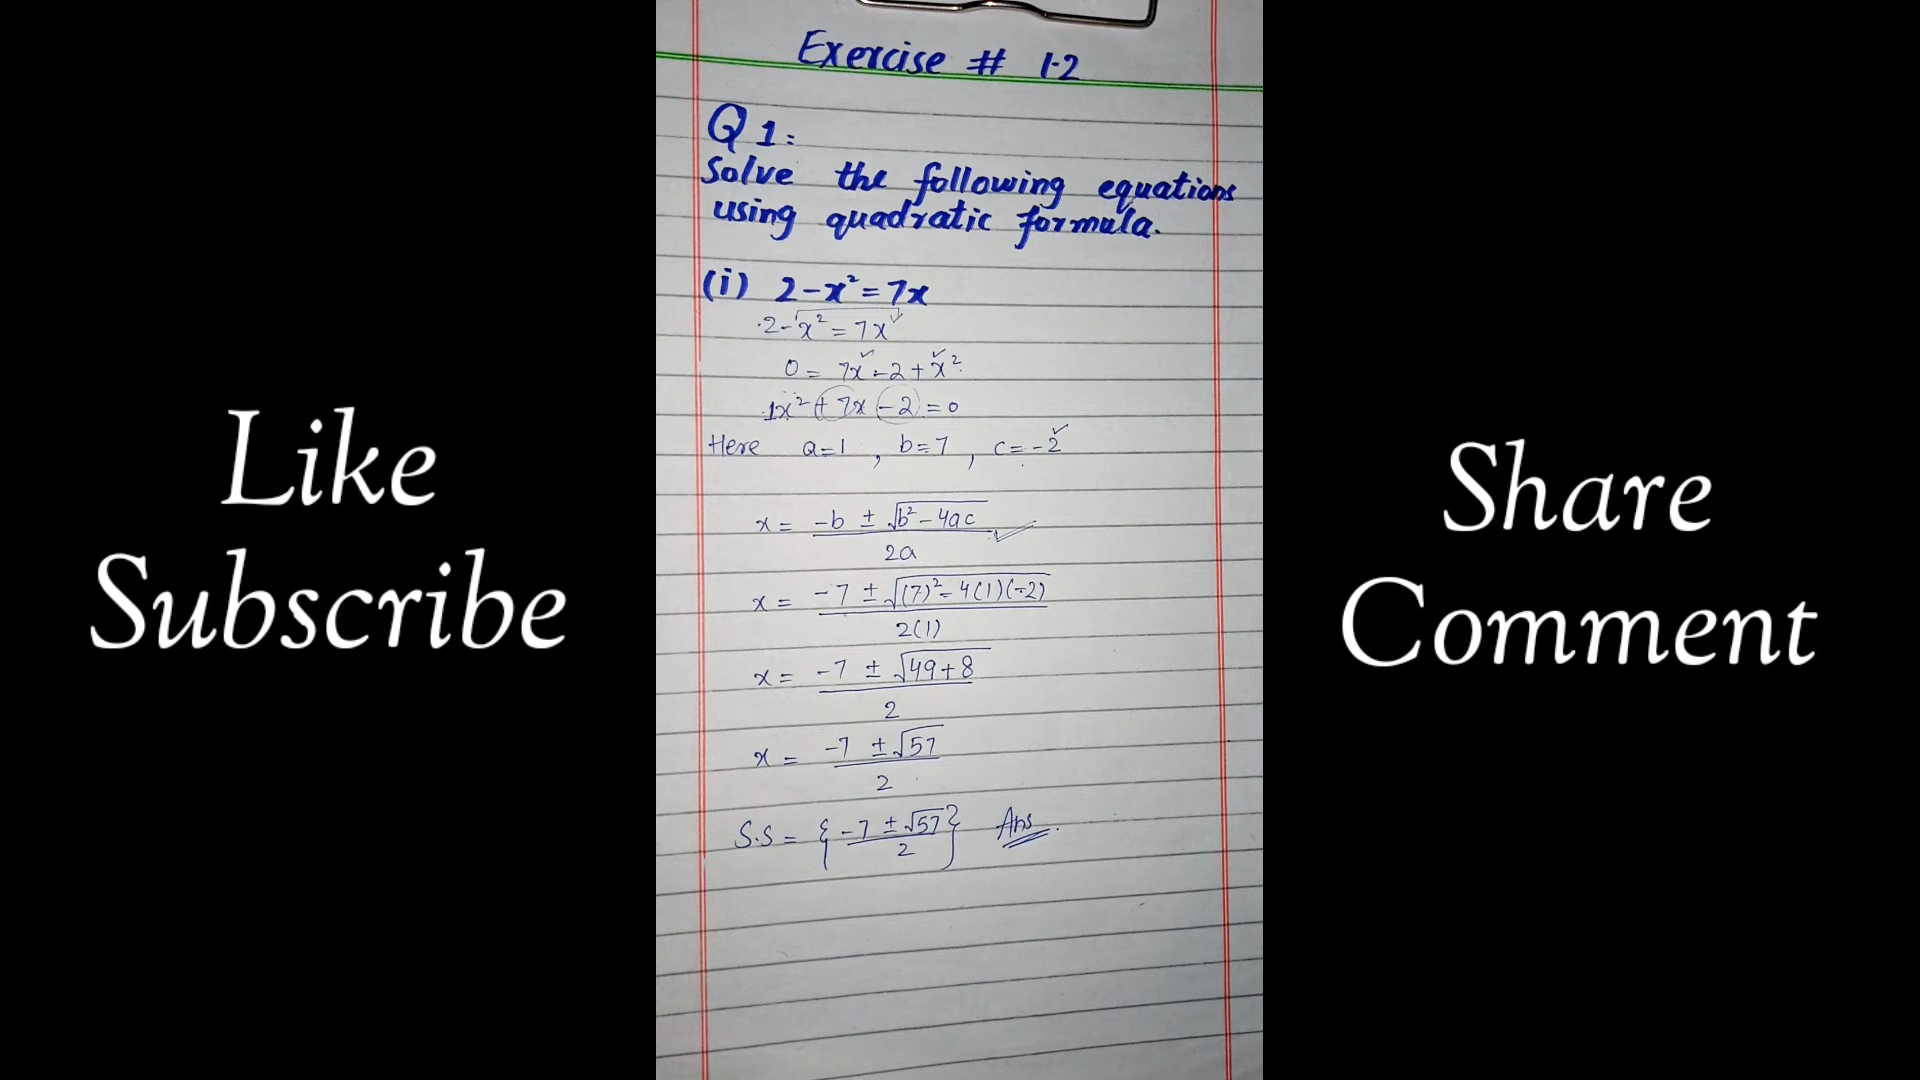 Like
Subscribe
Exercise # 1.2
Q 1:
Solve the following equations
using quadratic formula.
(i) 2-x²=7x
2-x² = 7x
0 = 7x-2+x²
1x² + 7x - 2 = 0
Here a=1 , b=7 , c=-2
x = -b ± √b²-4ac
2a
x = -7 ± √(7)²-4(1)(-2)
2(1)
x = -7 ± √49+8
2
x = -7 ± √57
2
S.S = { -7 ± √57 } Ans.
2
Share
Comment